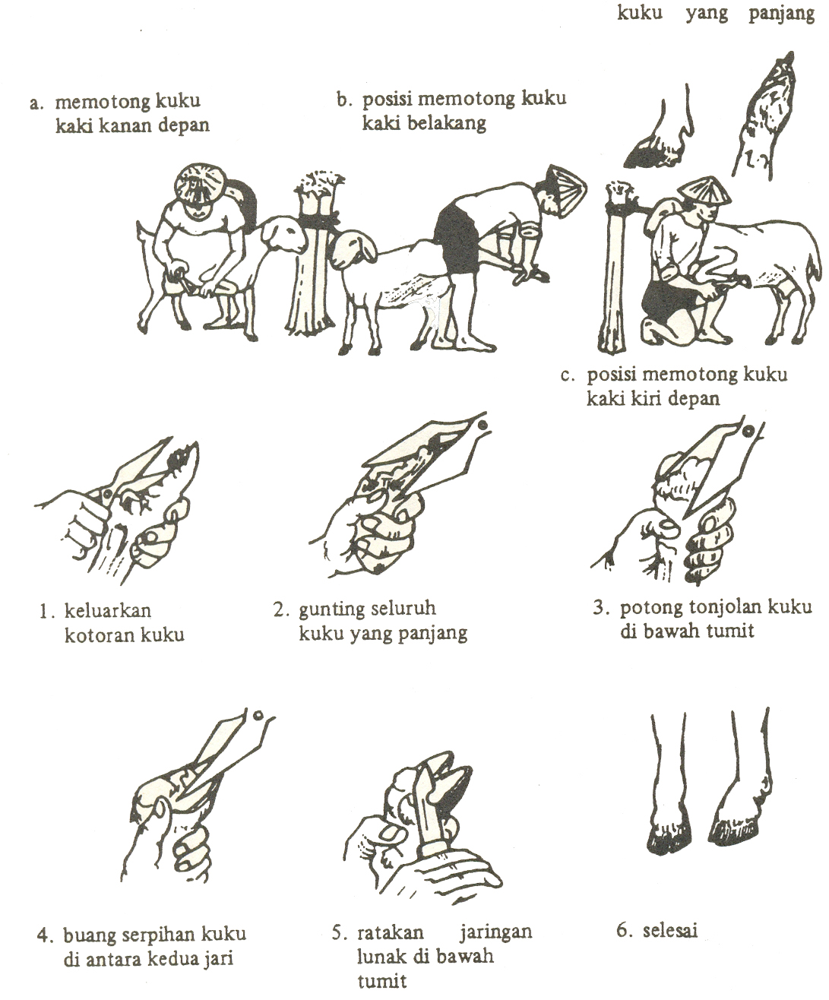 kuku yang panjang
a. memotong kuku
kaki kanan depan
b. posisi memotong kuku
kaki belakang
c. posisi memotong kuku
kaki kiri depan
1. keluarkan
kotoran kuku
2. gunting seluruh
kuku yang panjang
3. potong tonjolan kuku
di bawah tumit
4. buang serpihan kuku
di antara kedua jari
5. ratakan jaringan
lunak di bawah
tumit
6. selesai